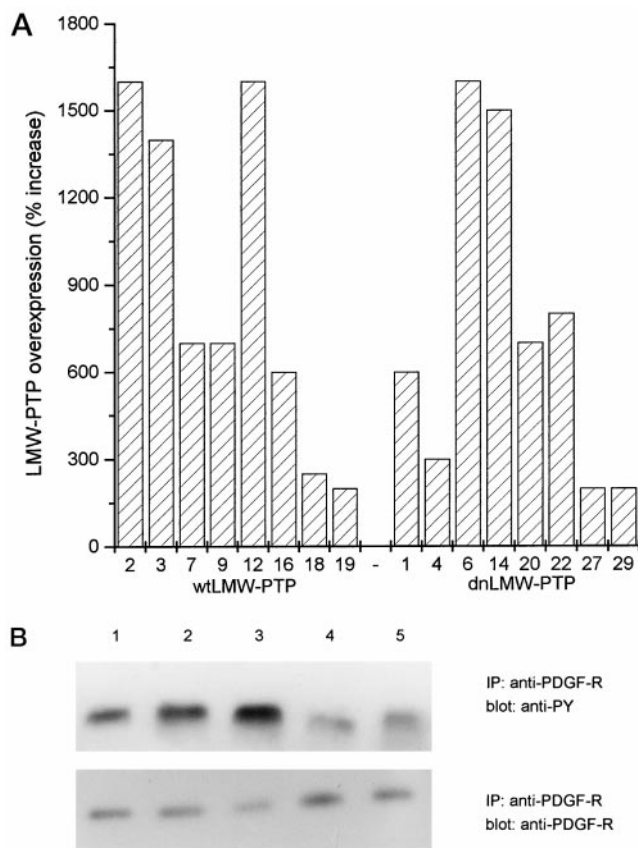 A
LMW-PTP overexpression (% increase)
1800
1500
1200
900
600
300
0
2 3 7 9 12 16 18 19 - 1 4 6 14 20 22 27 29
wtLMW-PTP dnLMW-PTP
B
1 2 3 4 5
IP: anti-PDGF-R
blot: anti-PY
IP: anti-PDGF-R
blot: anti-PDGF-R